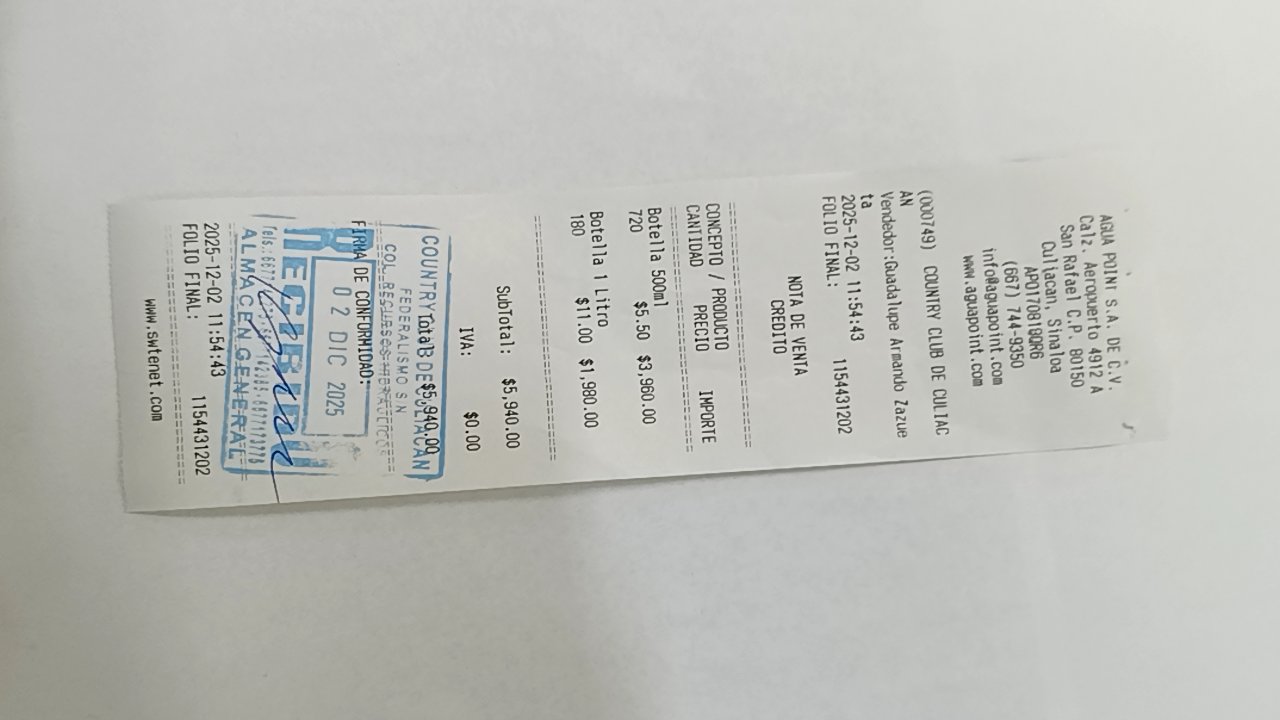 AGUA POINT S.A. DE C.V.
Calz. Aeropuerto 4912 A
San Rafael C.P. 80150
Culiacan, Sinaloa
APO170818QR6
(667) 744-9350
info@aguapoint.com
www.aguapoint.com
(000749) COUNTRY CLUB DE CULIAC
AN
Vendedor:Guadalupe Armando Zazue
ta
2025-12-02 11:54:43
FOLIO FINAL: 1154431202
NOTA DE VENTA
CREDITO
CONCEPTO / PRODUCTO
CANTIDAD PRECIO IMPORTE
Botella 500ml
720 $5.50 $3,960.00
Botella 1 Litro
180 $11.00 $1,980.00
SubTotal: $5,940.00
IVA: $0.00
Total: $5,940.00
COUNTRY CLUB DE CULIACAN
FEDERALISMO S/N
COL. RECURSOS HIDRAULICOS
FIRMA DE CONFORMIDAD:
02 DIC 2025
RECIBIDO
ALMACEN GENERAL
2025-12-02 11:54:43
FOLIO FINAL: 1154431202
www.swtenet.com